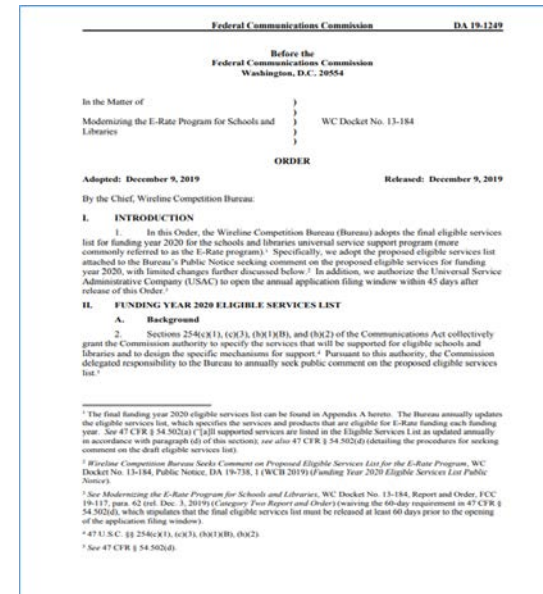 Federal Communications Commission DA 19-1249
Before the
Federal Communications Commission
Washington, D.C. 20554
In the Matter of )
)
Modernizing the E-Rate Program for Schools and ) WC Docket No. 13-184
Libraries )
)
ORDER
Adopted: December 9, 2019 Released: December 9, 2019
By the Chief, Wireline Competition Bureau:
I. INTRODUCTION
1. In this Order, the Wireline Competition Bureau (Bureau) adopts the final eligible services
list for funding year 2020 for the schools and libraries universal service support program (more
commonly referred to as the E-Rate program).1 Specifically, we adopt the proposed eligible services list
attached to the Bureau's Public Notice seeking comment on the proposed eligible services for funding
year 2020, with limited changes further discussed below.2 In addition, we authorize the Universal Service
Administrative Company (USAC) to open the annual application filing window within 45 days after
release of this Order.3
II. FUNDING YEAR 2020 ELIGIBLE SERVICES LIST
A. Background
2. Sections 254(c)(1), (c)(3), (h)(1)(B), and (h)(2) of the Communications Act collectively
grant the Commission authority to specify the services that will be supported for eligible schools and
libraries and to design the specific mechanisms for support.4 Pursuant to this authority, the Commission
delegated responsibility to the Bureau to annually seek public comment on the proposed eligible services
list.5
1 The final funding year 2020 eligible services list can be found in Appendix A hereto. The Bureau annually updates
the eligible services list, which specifies the services and products that are eligible for E-Rate funding each funding
year. See 47 CFR § 54.502(a) ("[a]ll supported services are listed in the Eligible Services List as updated annually
in accordance with paragraph (d) of this section); see also 47 CFR § 54.502(d) (detailing the procedures for seeking
comment on the draft eligible services list).
2 Wireline Competition Bureau Seeks Comment on Proposed Eligible Services List for the E-Rate Program, WC
Docket No. 13-184, Public Notice, DA 19-738, 1 (WCB 2019) (Funding Year 2020 Eligible Services List Public
Notice).
3 See Modernizing the E-Rate Program for Schools and Libraries, WC Docket No. 13-184, Report and Order, FCC
19-117, para. 62 (rel. Dec. 3, 2019) (Category Two Report and Order) (waiving the 60-day requirement in 47 CFR §
54.502(d), which stipulates that the final eligible services list must be released at least 60 days prior to the opening
of the application filing window).
4 47 U.S.C. §§ 254(c)(1), (c)(3), (h)(1)(B), (h)(2).
5 See 47 CFR § 54.502(d).